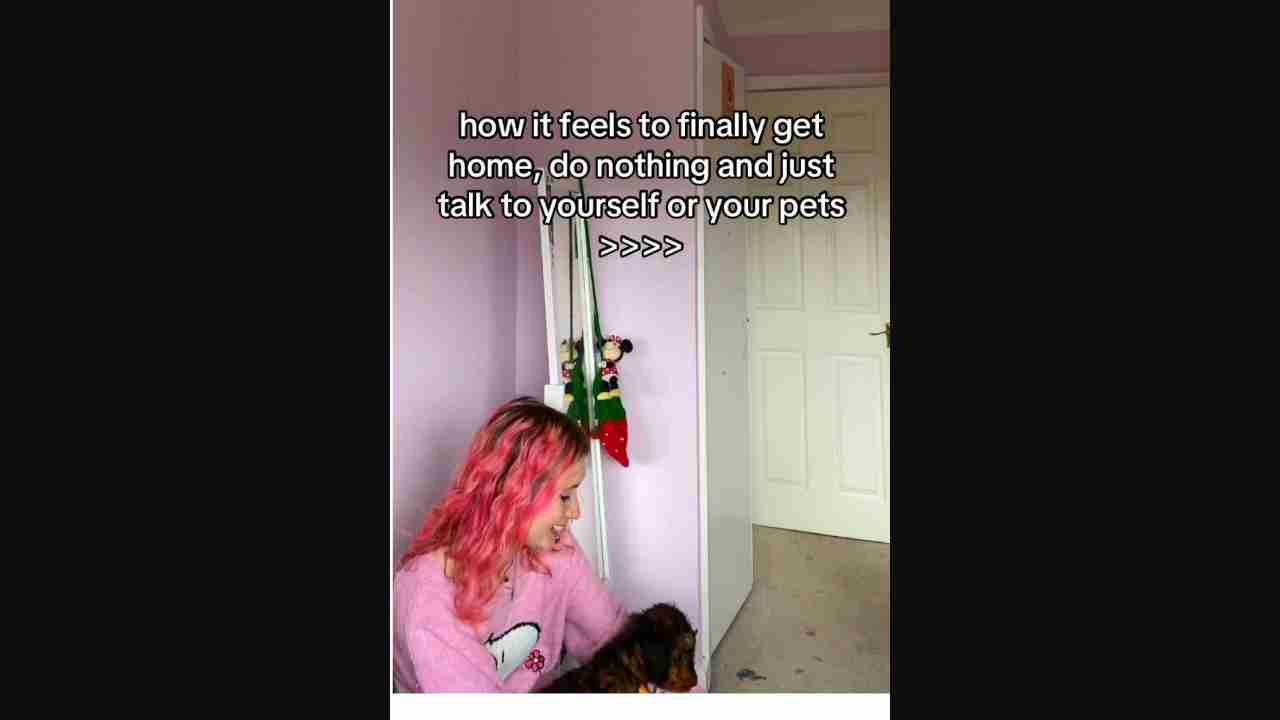 how it feels to finally get
home, do nothing and just
talk to yourself or your pets
>>>>